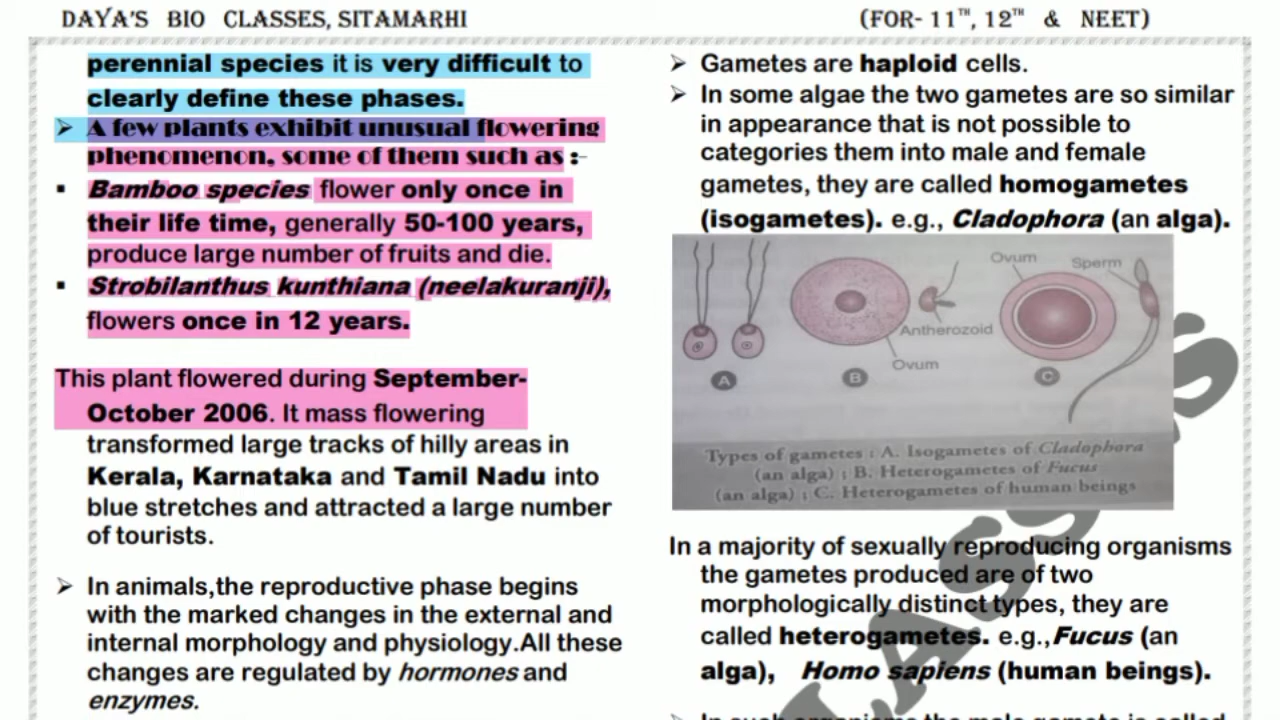 DAYA'S BIO CLASSES, SITAMARHI
(FOR- 11TH, 12TH & NEET)
perennial species it is very difficult to
clearly define these phases.
➢ A few plants exhibit unusual flowering
phenomenon, some of them such as :-
▪ Bamboo species flower only once in
their life time, generally 50-100 years,
produce large number of fruits and die.
▪ Strobilanthus kunthiana (neelakuranji),
flowers once in 12 years.
This plant flowered during September-
October 2006. It mass flowering
transformed large tracks of hilly areas in
Kerala, Karnataka and Tamil Nadu into
blue stretches and attracted a large number
of tourists.
➢ In animals,the reproductive phase begins
with the marked changes in the external and
internal morphology and physiology.All these
changes are regulated by hormones and
enzymes.
➢ Gametes are haploid cells.
➢ In some algae the two gametes are so similar
in appearance that is not possible to
categories them into male and female
gametes, they are called homogametes
(isogametes). e.g., Cladophora (an alga).
Ovum
Sperm
Antherozoid
Ovum
A
B
C
Types of gametes : A. Isogametes of Cladophora
(an alga) ; B. Heterogametes of Fucus
(an alga) ; C. Heterogametes of human beings
In a majority of sexually reproducing organisms
the gametes produced are of two
morphologically distinct types, they are
called heterogametes. e.g.,Fucus (an
alga), Homo sapiens (human beings).
➢ In such organisms the male gamete is called